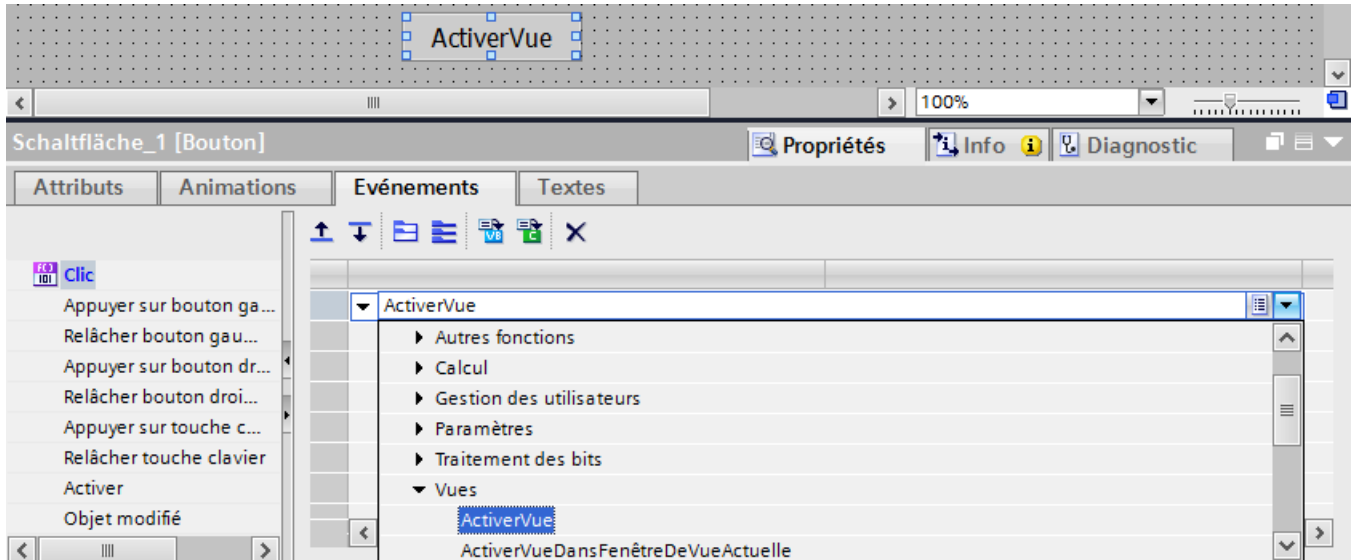 ActiverVue
100%
Schaltfläche_1 [Bouton]
Propriétés
Info
Diagnostic
Attributs
Animations
Evénements
Textes
Clic
Appuyer sur bouton ga...
Relâcher bouton gau...
Appuyer sur bouton dr...
Relâcher bouton droi...
Appuyer sur touche c...
Relâcher touche clavier
Activer
Objet modifié
ActiverVue
Autres fonctions
Calcul
Gestion des utilisateurs
Paramètres
Traitement des bits
Vues
ActiverVue
ActiverVueDansFenêtreDeVueActuelle